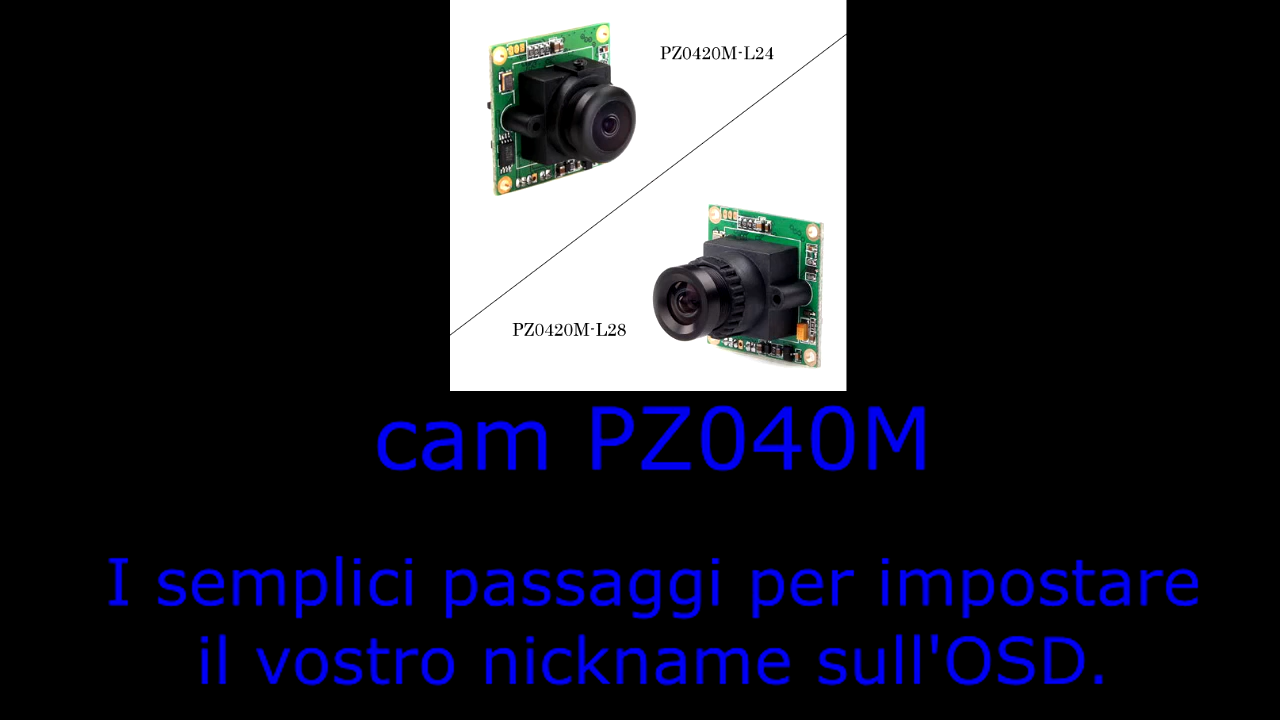 PZ0420M-L24
PZ0420M-L28
cam PZ040M
I semplici passaggi per impostare
il vostro nickname sull'OSD.